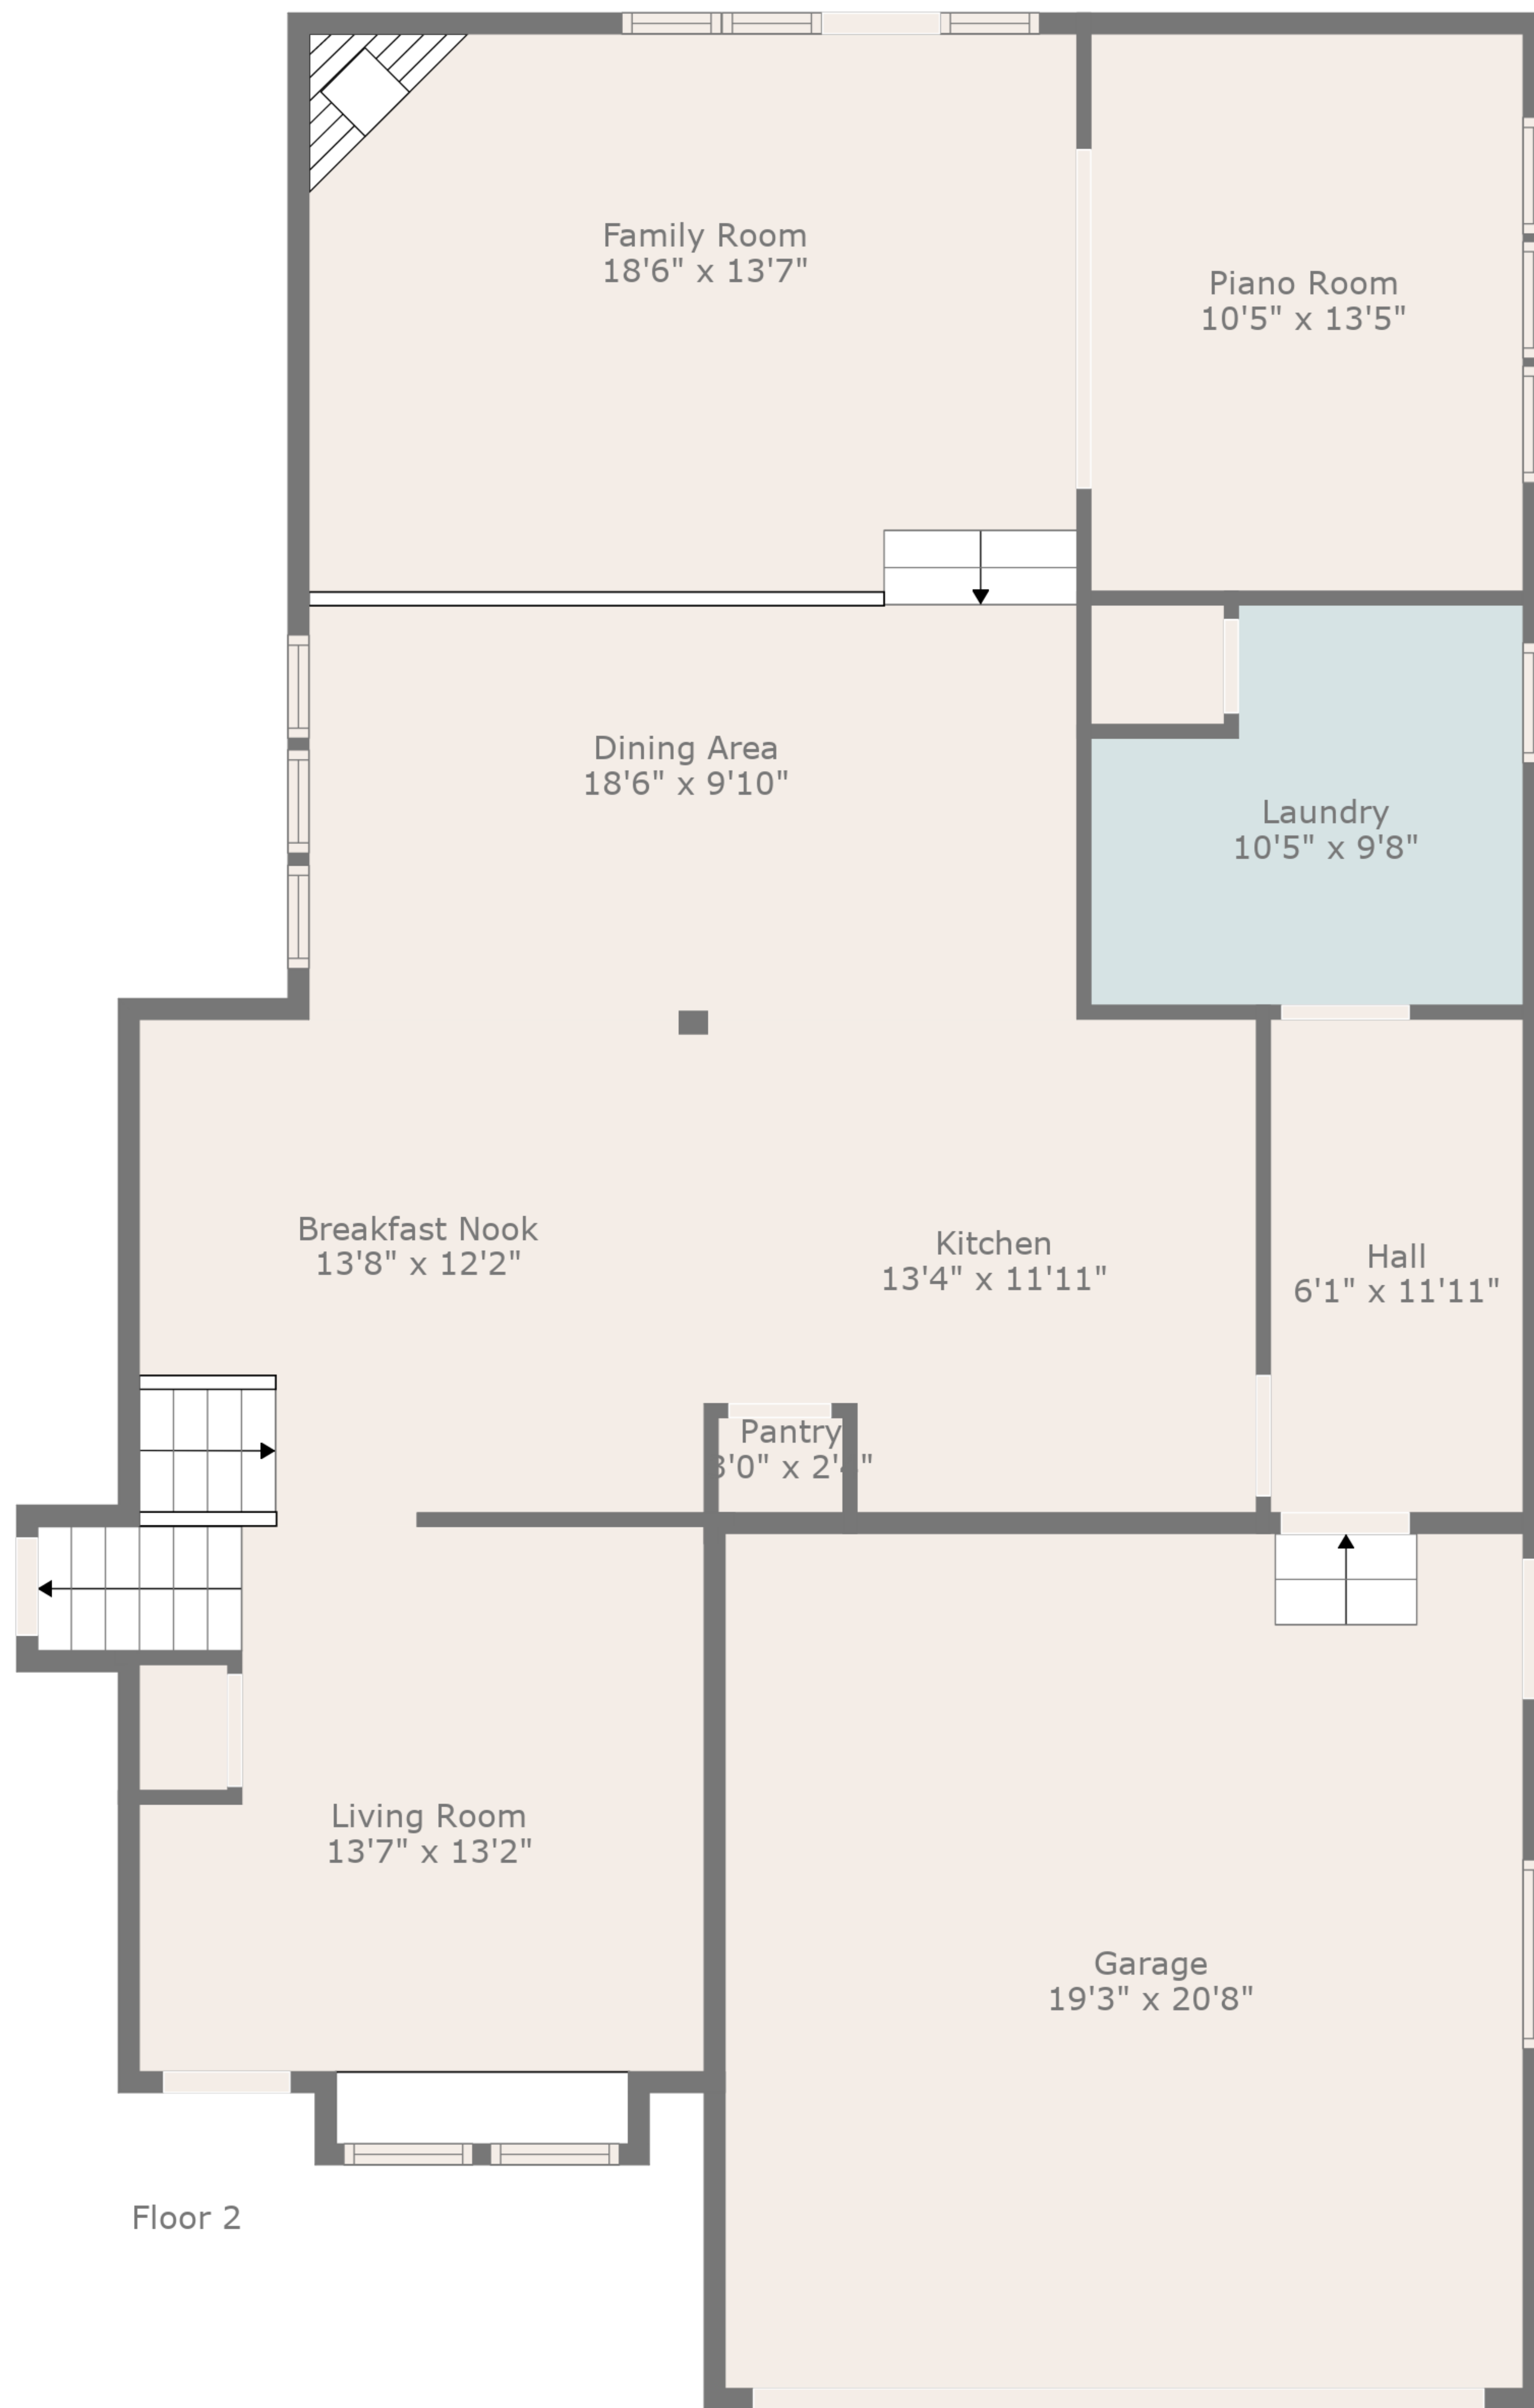 Family Room
18'6" x 13'7"
Piano Room
10'5" x 13'5"
Dining Area
18'6" x 9'10"
Laundry
10'5" x 9'8"
Breakfast Nook
13'8" x 12'2"
Kitchen
13'4" x 11'11"
Hall
6'1" x 11'11"
Pantry
3'0" x
Living Room
13'7" x 13'2"
Garage
19'3" x 20'8"
Floor 2